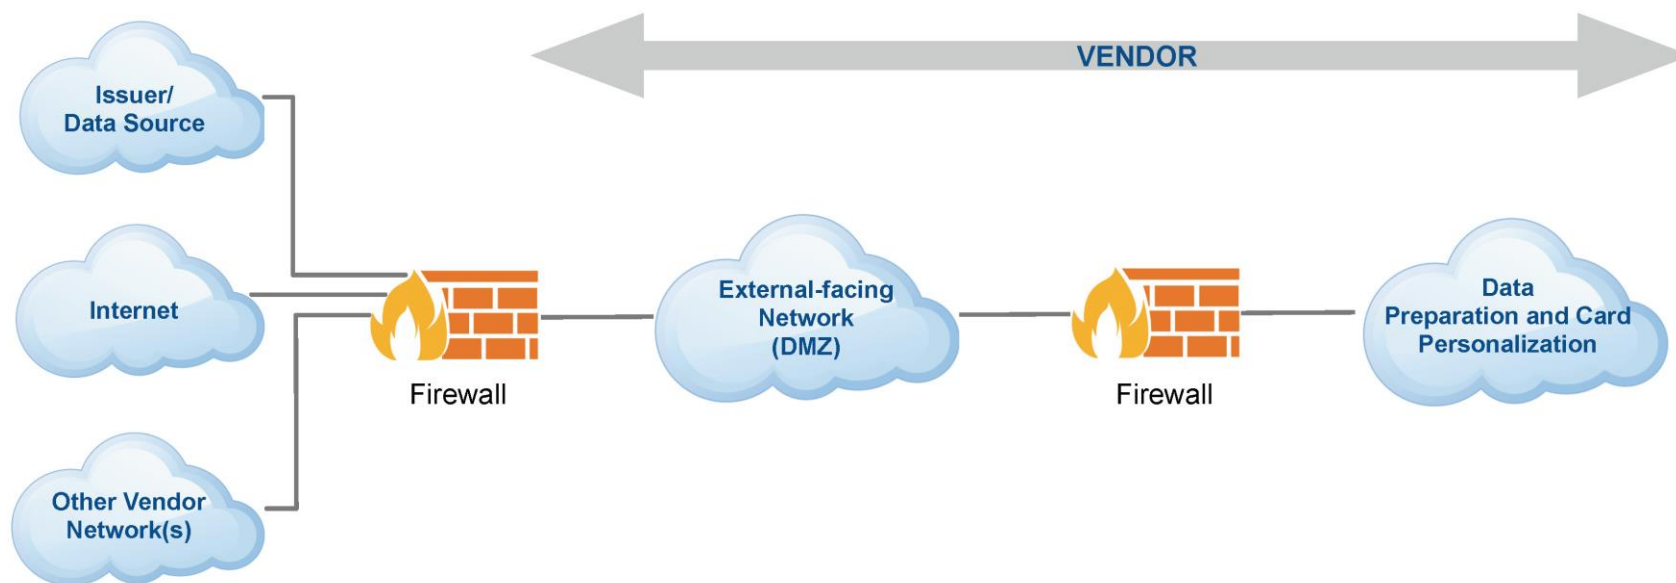 VENDOR
Issuer/
Data Source
Internet
Other Vendor
Network(s)
Firewall
External-facing
Network
(DMZ)
Firewall
Data
Preparation and Card
Personalization